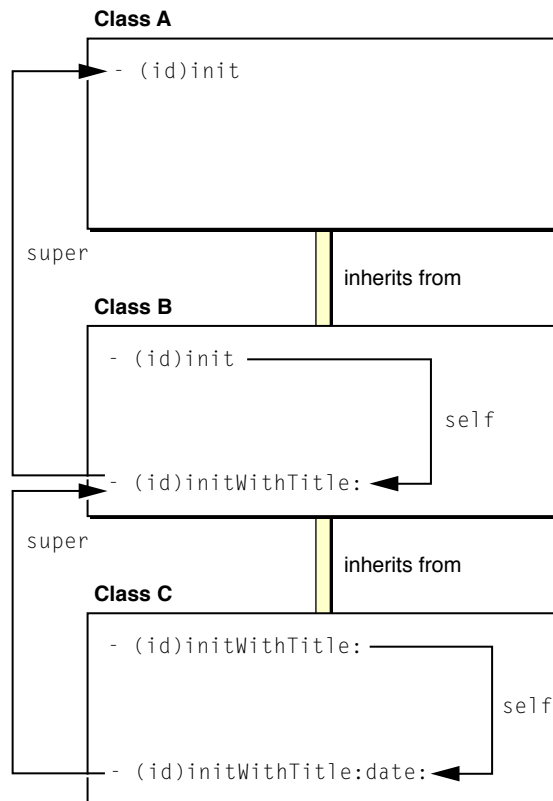 Class A
- (id)init
super
inherits from
Class B
- (id)init
self
- (id)initWithTitle:
super
inherits from
Class C
- (id)initWithTitle:
self
- (id)initWithTitle:date: